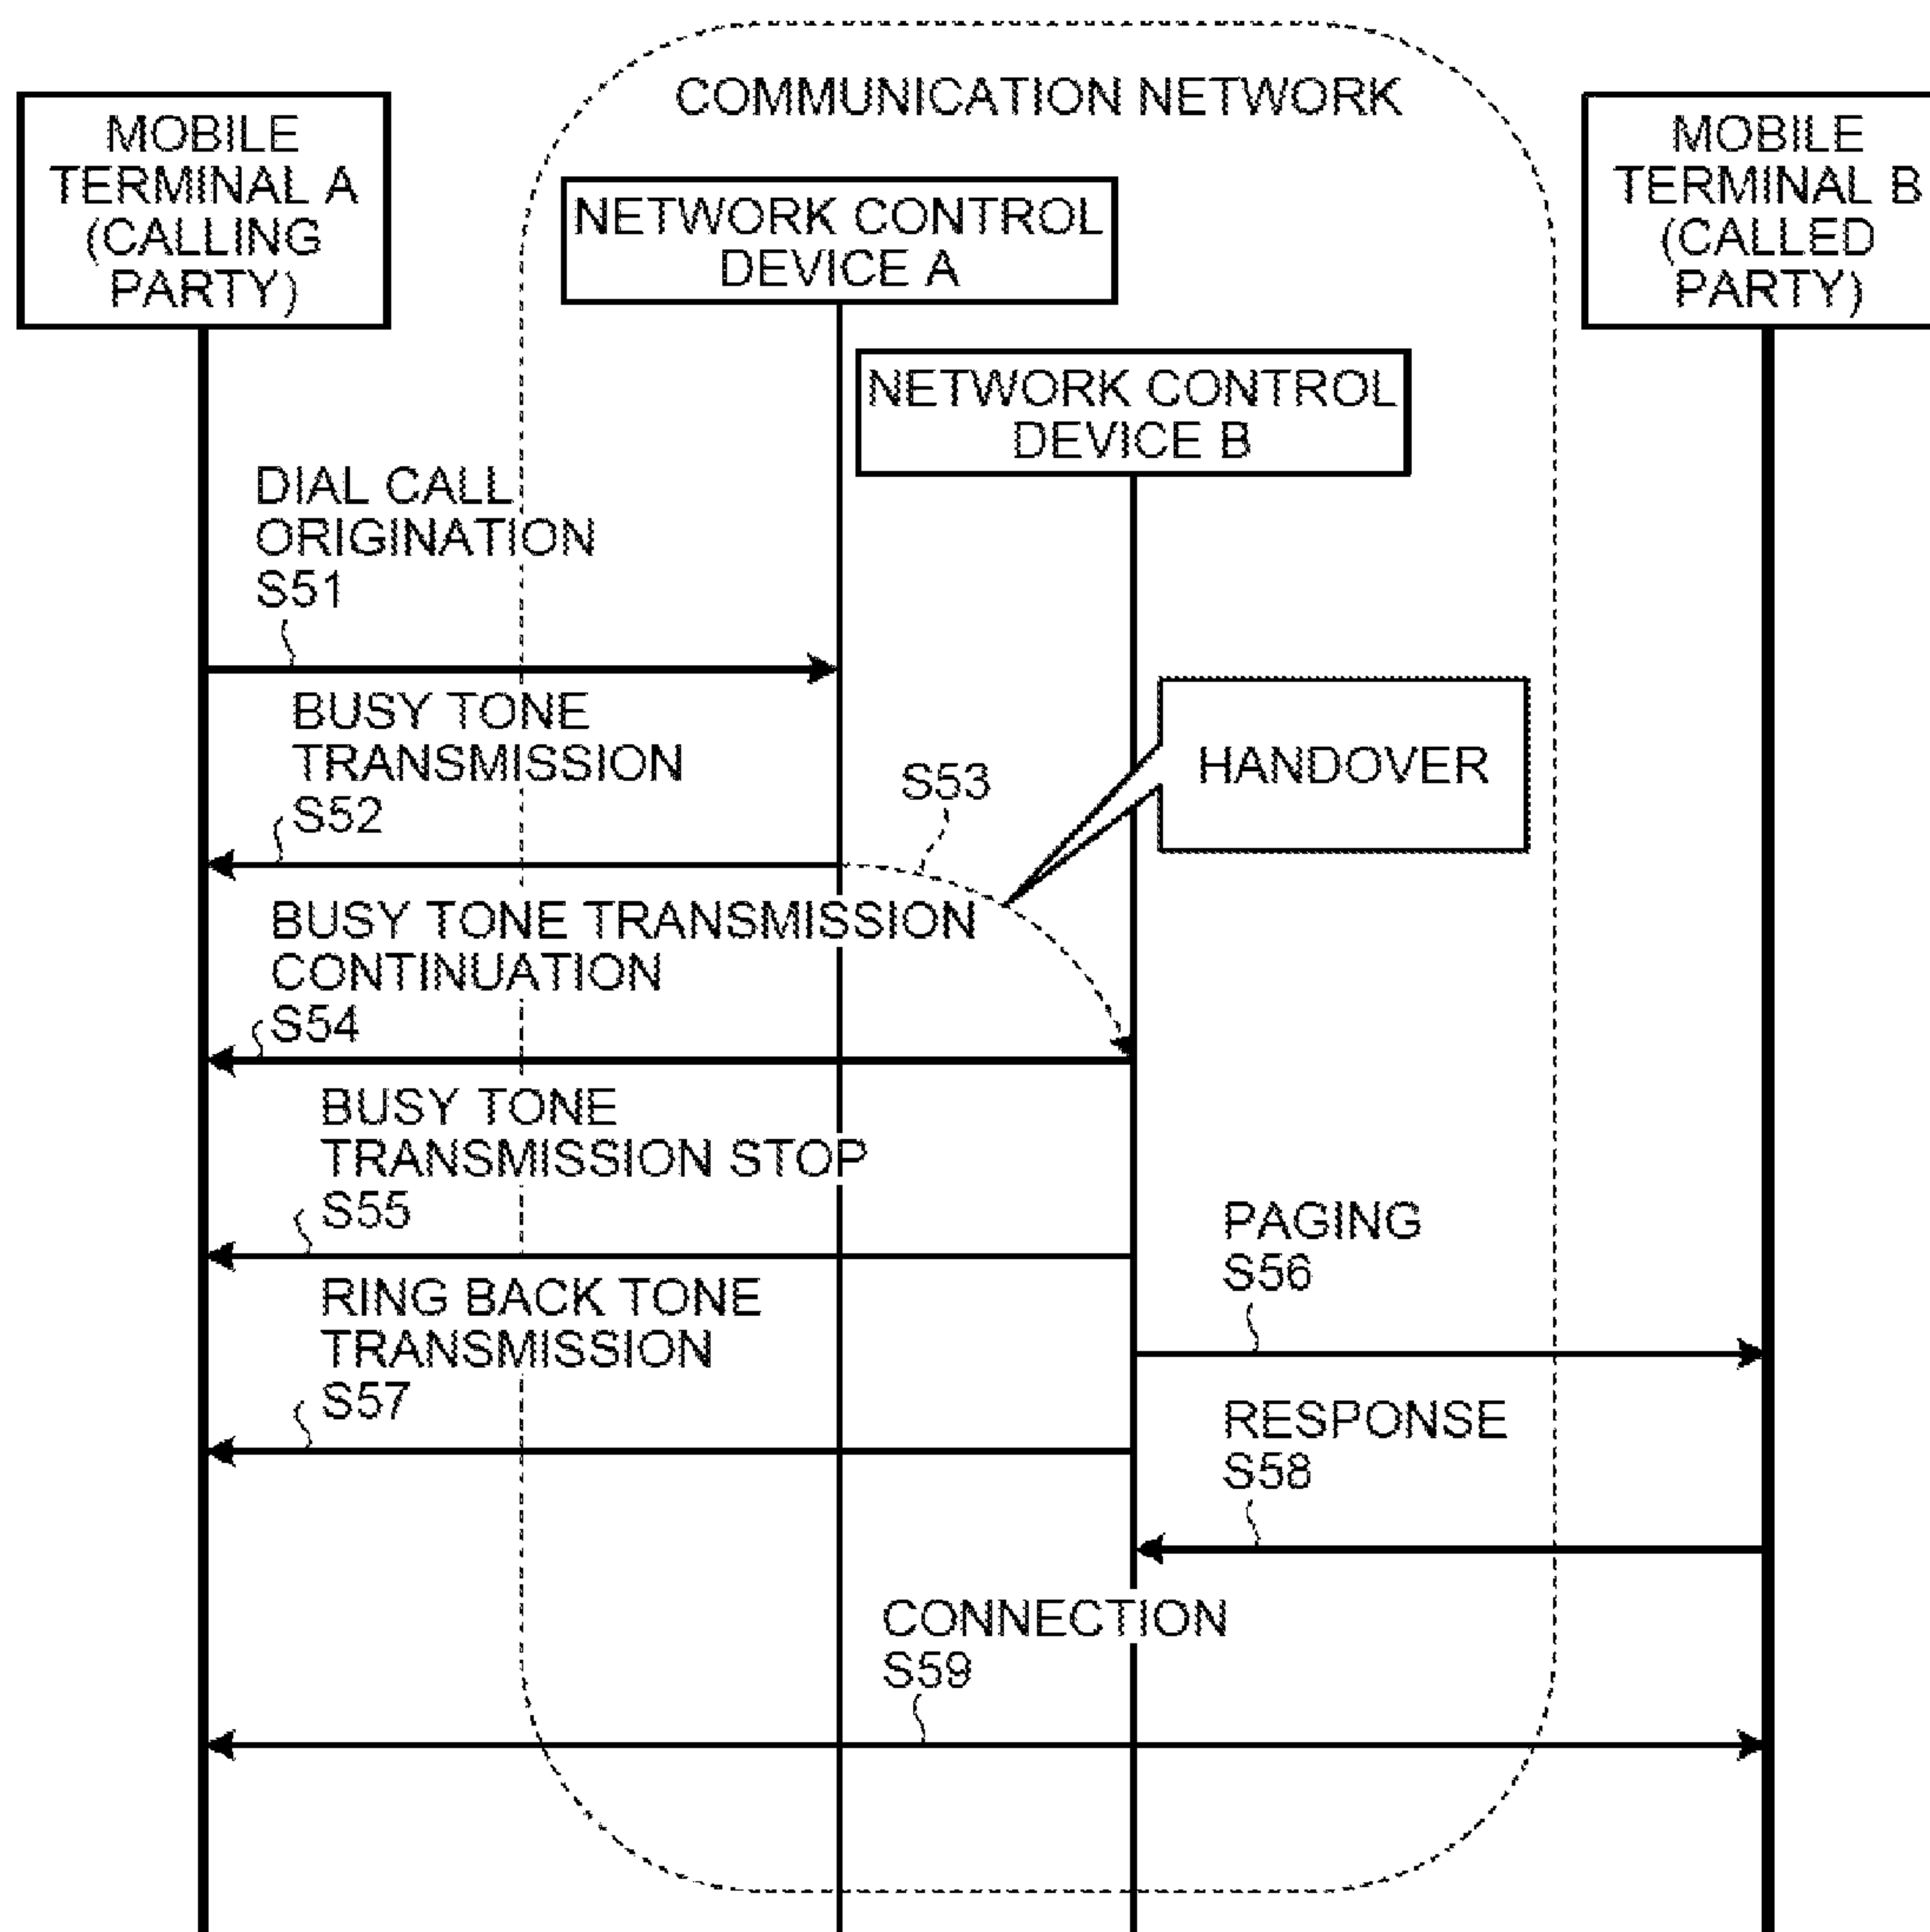 COMMUNICATION NETWORK
MOBILE
TERMINAL A
(CALLING
PARTY)
NETWORK CONTROL
DEVICE A
MOBILE
TERMINAL B
(CALLED
PARTY)
NETWORK CONTROL
DEVICE B
DIAL CALL
ORIGINATION
S51
BUSY TONE
TRANSMISSION
S52
S53
HANDOVER
BUSY TONE TRANSMISSION
CONTINUATION
S54
BUSY TONE
TRANSMISSION STOP
S55
PAGING
S56
RING BACK TONE
TRANSMISSION
S57
RESPONSE
S58
CONNECTION
S59